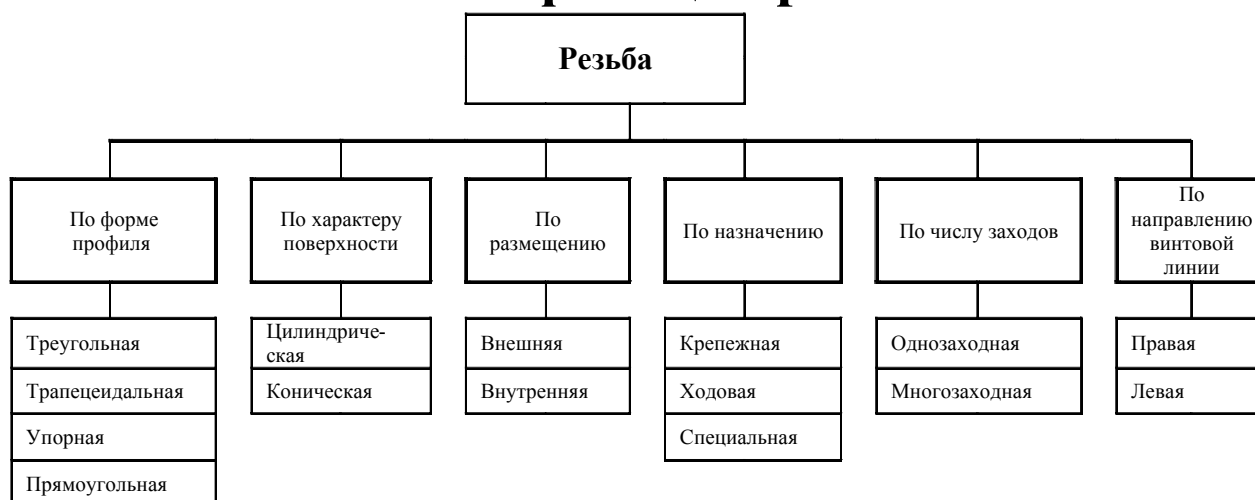 Резьба
По форме
профиля
По характеру
поверхности
По
размещению
По назначению
По числу заходов
По
направлению
винтовой
линии
Треугольная
Трапецеидальная
Упорная
Прямоугольная
Цилиндриче-
ская
Коническая
Внешняя
Внутренняя
Крепежная
Ходовая
Специальная
Однозаходная
Многозаходная
Правая
Левая